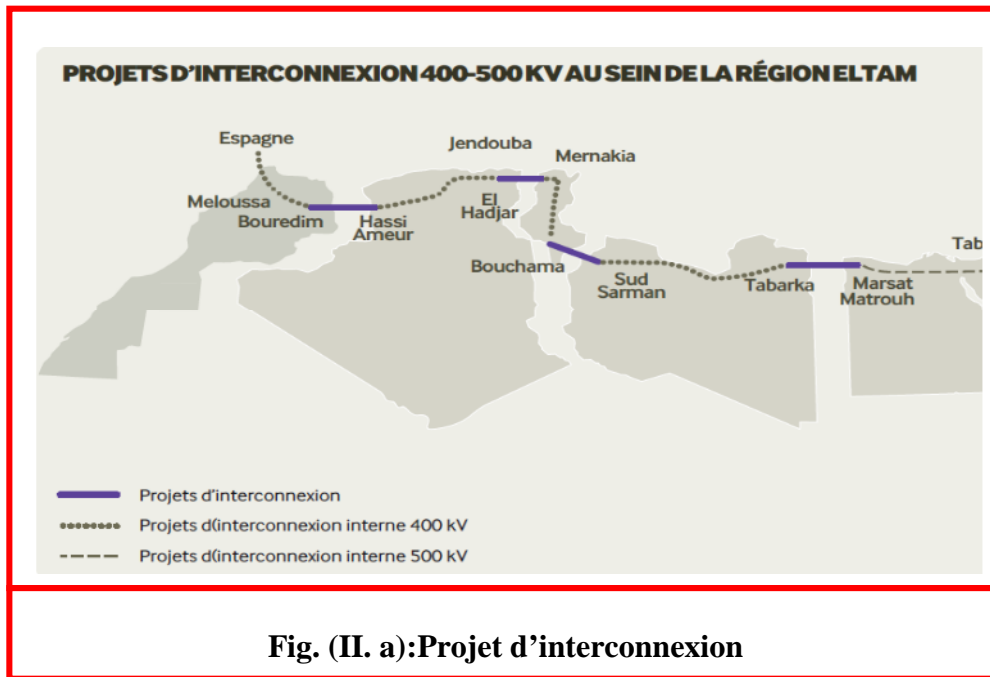 PROJETS D'INTERCONNEXION 400-500 KV AU SEIN DE LA RÉGION ELTAM
Espagne
Jendouba
Mernakia
Meloussa
Bouredim
Hassi
Ameur
El
Hadjar
Bouchama
Sud
Sarman
Tabarka
Marsat
Matrouh
Tab
Projets d'interconnexion
Projets d(interconnexion interne 400 kV
Projets d(interconnexion interne 500 kV
Fig. (II. a):Projet d'interconnexion